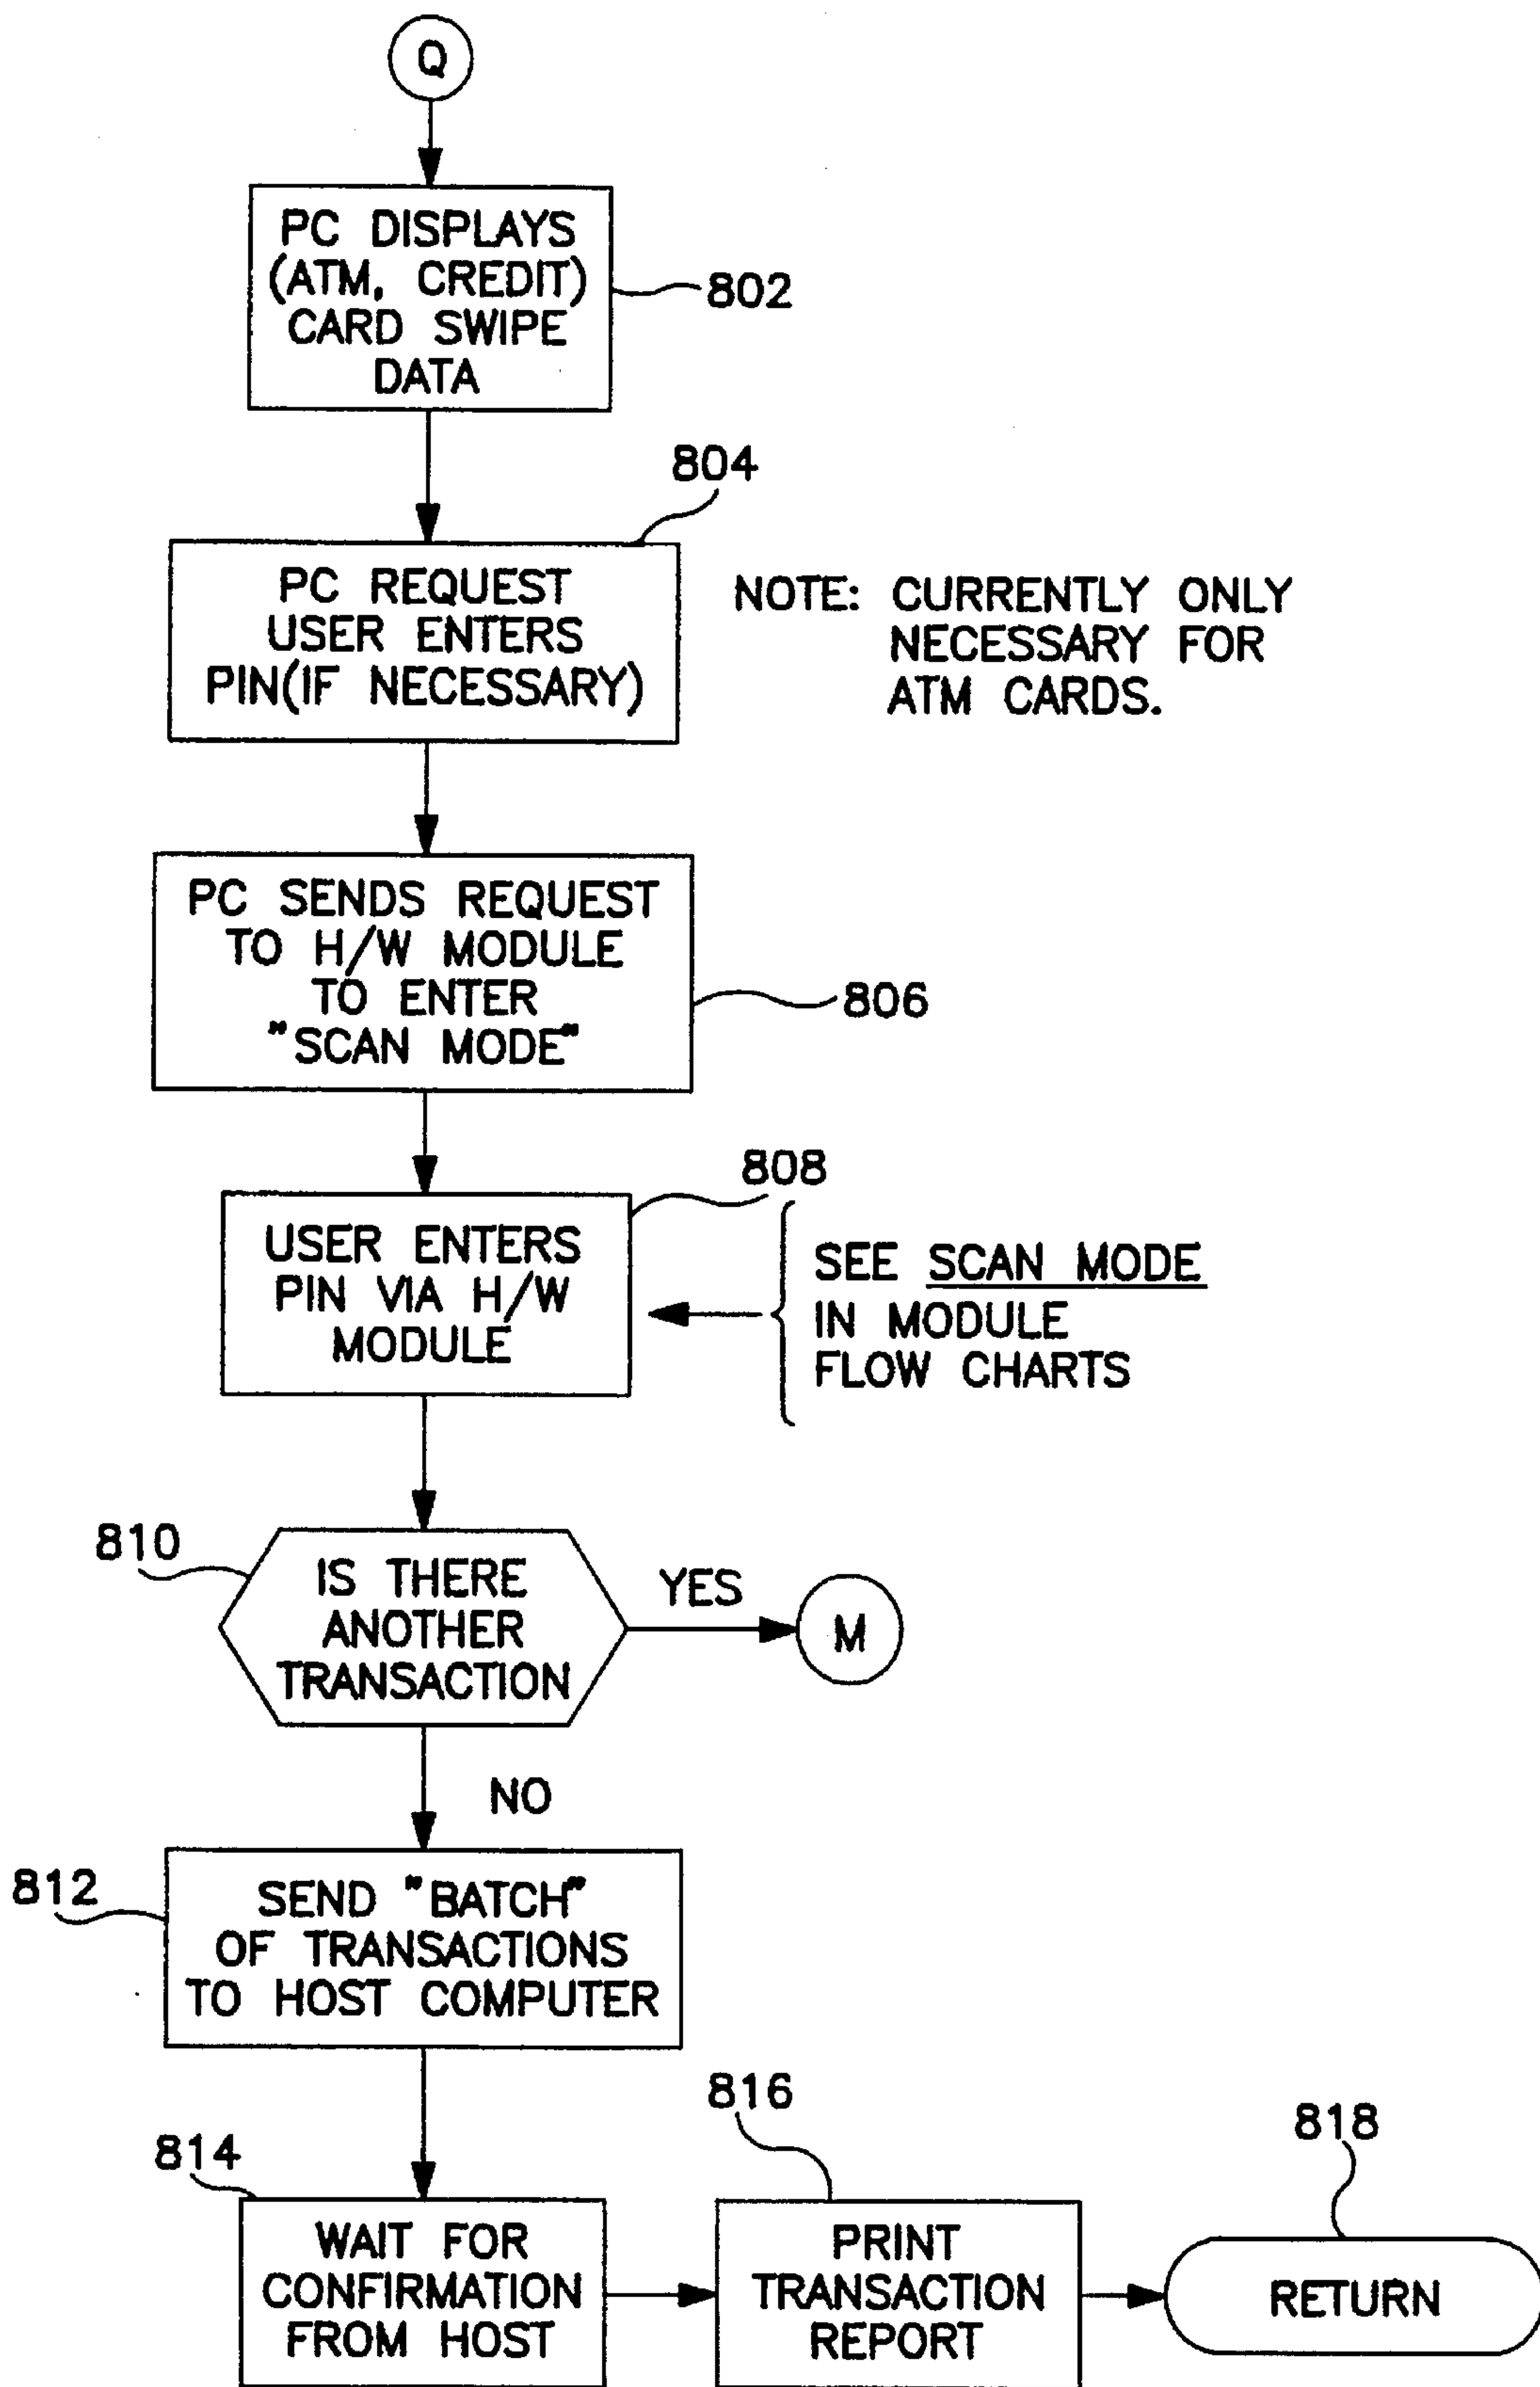 Q
PC DISPLAYS
(ATM, CREDIT)
CARD SWIPE
DATA
802
804
PC REQUEST
USER ENTERS
PIN(IF NECESSARY)
NOTE: CURRENTLY ONLY
NECESSARY FOR
ATM CARDS.
PC SENDS REQUEST
TO H/W MODULE
TO ENTER
"SCAN MODE"
806
808
USER ENTERS
PIN VIA H/W
MODULE
SEE SCAN MODE
IN MODULE
FLOW CHARTS
810
IS THERE
ANOTHER
TRANSACTION
YES
M
NO
812
SEND "BATCH"
OF TRANSACTIONS
TO HOST COMPUTER
814
WAIT FOR
CONFIRMATION
FROM HOST
816
PRINT
TRANSACTION
REPORT
818
RETURN